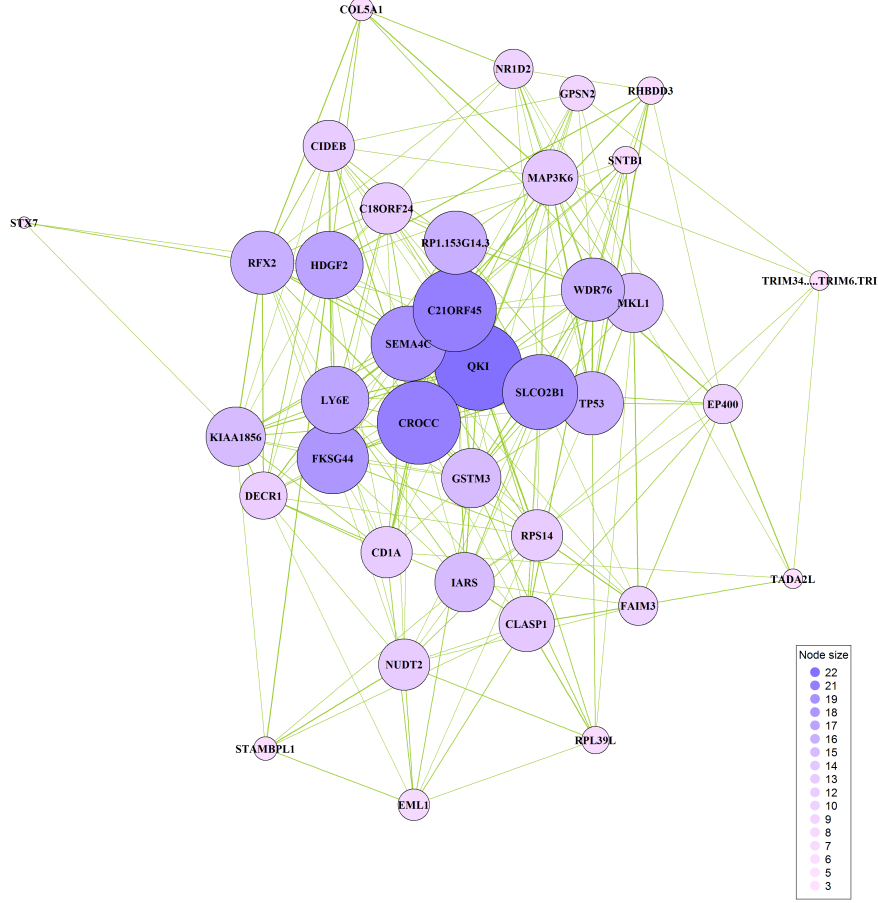 COL5A1
NR1D2
GPSN2
RHBDD3
CIDEB
SNTB1
MAP3K6
C18ORF24
STX7
RP1.153G14.3
RFX2
HDGF2
TRIM34.....TRIM6.TRI
WDR76
MKL1
C21ORF45
SEMA4C
QKI
SLCO2B1
LY6E
TP53
EP400
CROCC
KIAA1856
FKSG44
GSTM3
DECR1
RPS14
CD1A
IARS
TADA2L
FAIM3
CLASP1
NUDT2
STAMBPL1
RPL39L
EML1
Node size
22
21
19
18
17
16
15
14
13
12
10
9
8
7
6
5
3